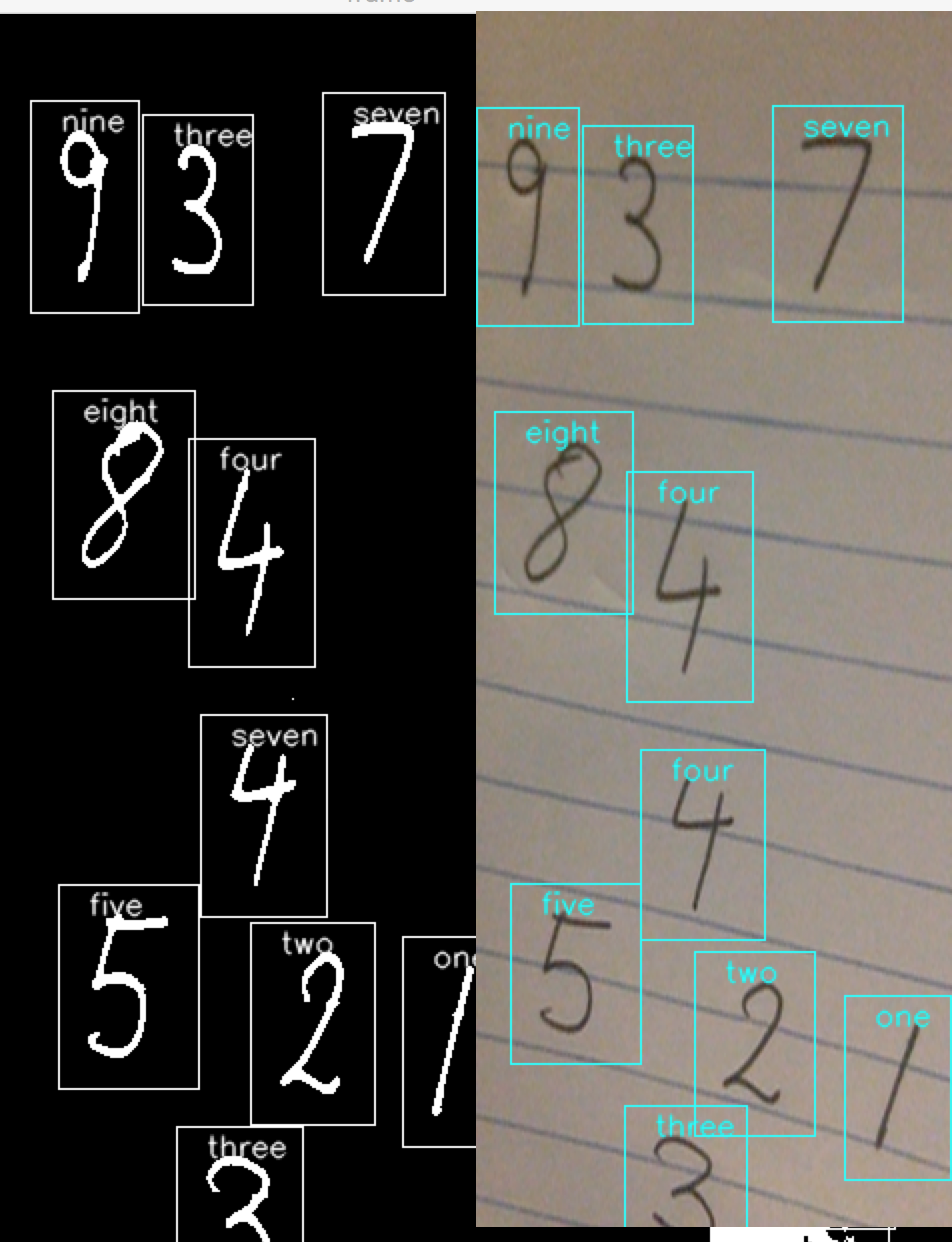 frame
nine three seven
9 3 7
eight four
8 4
seven
4
five two one
5 2 1
three
3
nine three seven
9 3 7
eight four
8 4
four
4
five two one
5 2 1
three
3